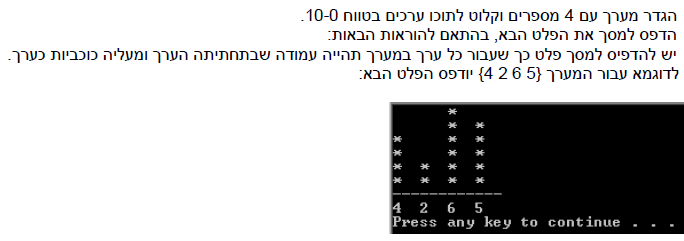 הגדר מערך עם 4 מספרים וקלוט לתוכו ערכים בטווח 10-0.
הדפס למסך את הפלט הבא, בהתאם להוראות הבאות:
יש להדפיס למסך פלט כך שעבור כל ערך במערך תהייה עמודה שבתחתיתה הערך ומעליה כוכביות כערך.
לדוגמא עבור המערך {5 6 2 4} יודפס הפלט הבא:
*
* *
* * *
* * *
* * * *
* * * *
------------
4 2 6 5
Press any key to continue . . .